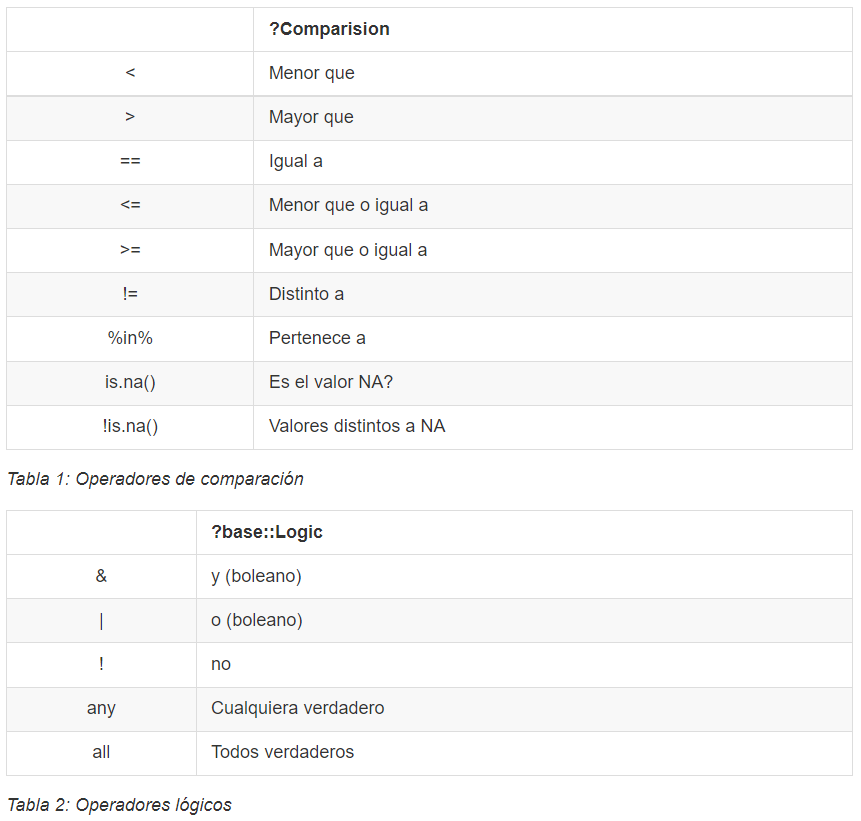 ?Comparision
< Menor que
> Mayor que
== Igual a
<= Menor que o igual a
>= Mayor que o igual a
!= Distinto a
%in% Pertenece a
is.na() Es el valor NA?
!is.na() Valores distintos a NA
Tabla 1: Operadores de comparación
?base::Logic
& y (boleano)
| o (boleano)
! no
any Cualquiera verdadero
all Todos verdaderos
Tabla 2: Operadores lógicos